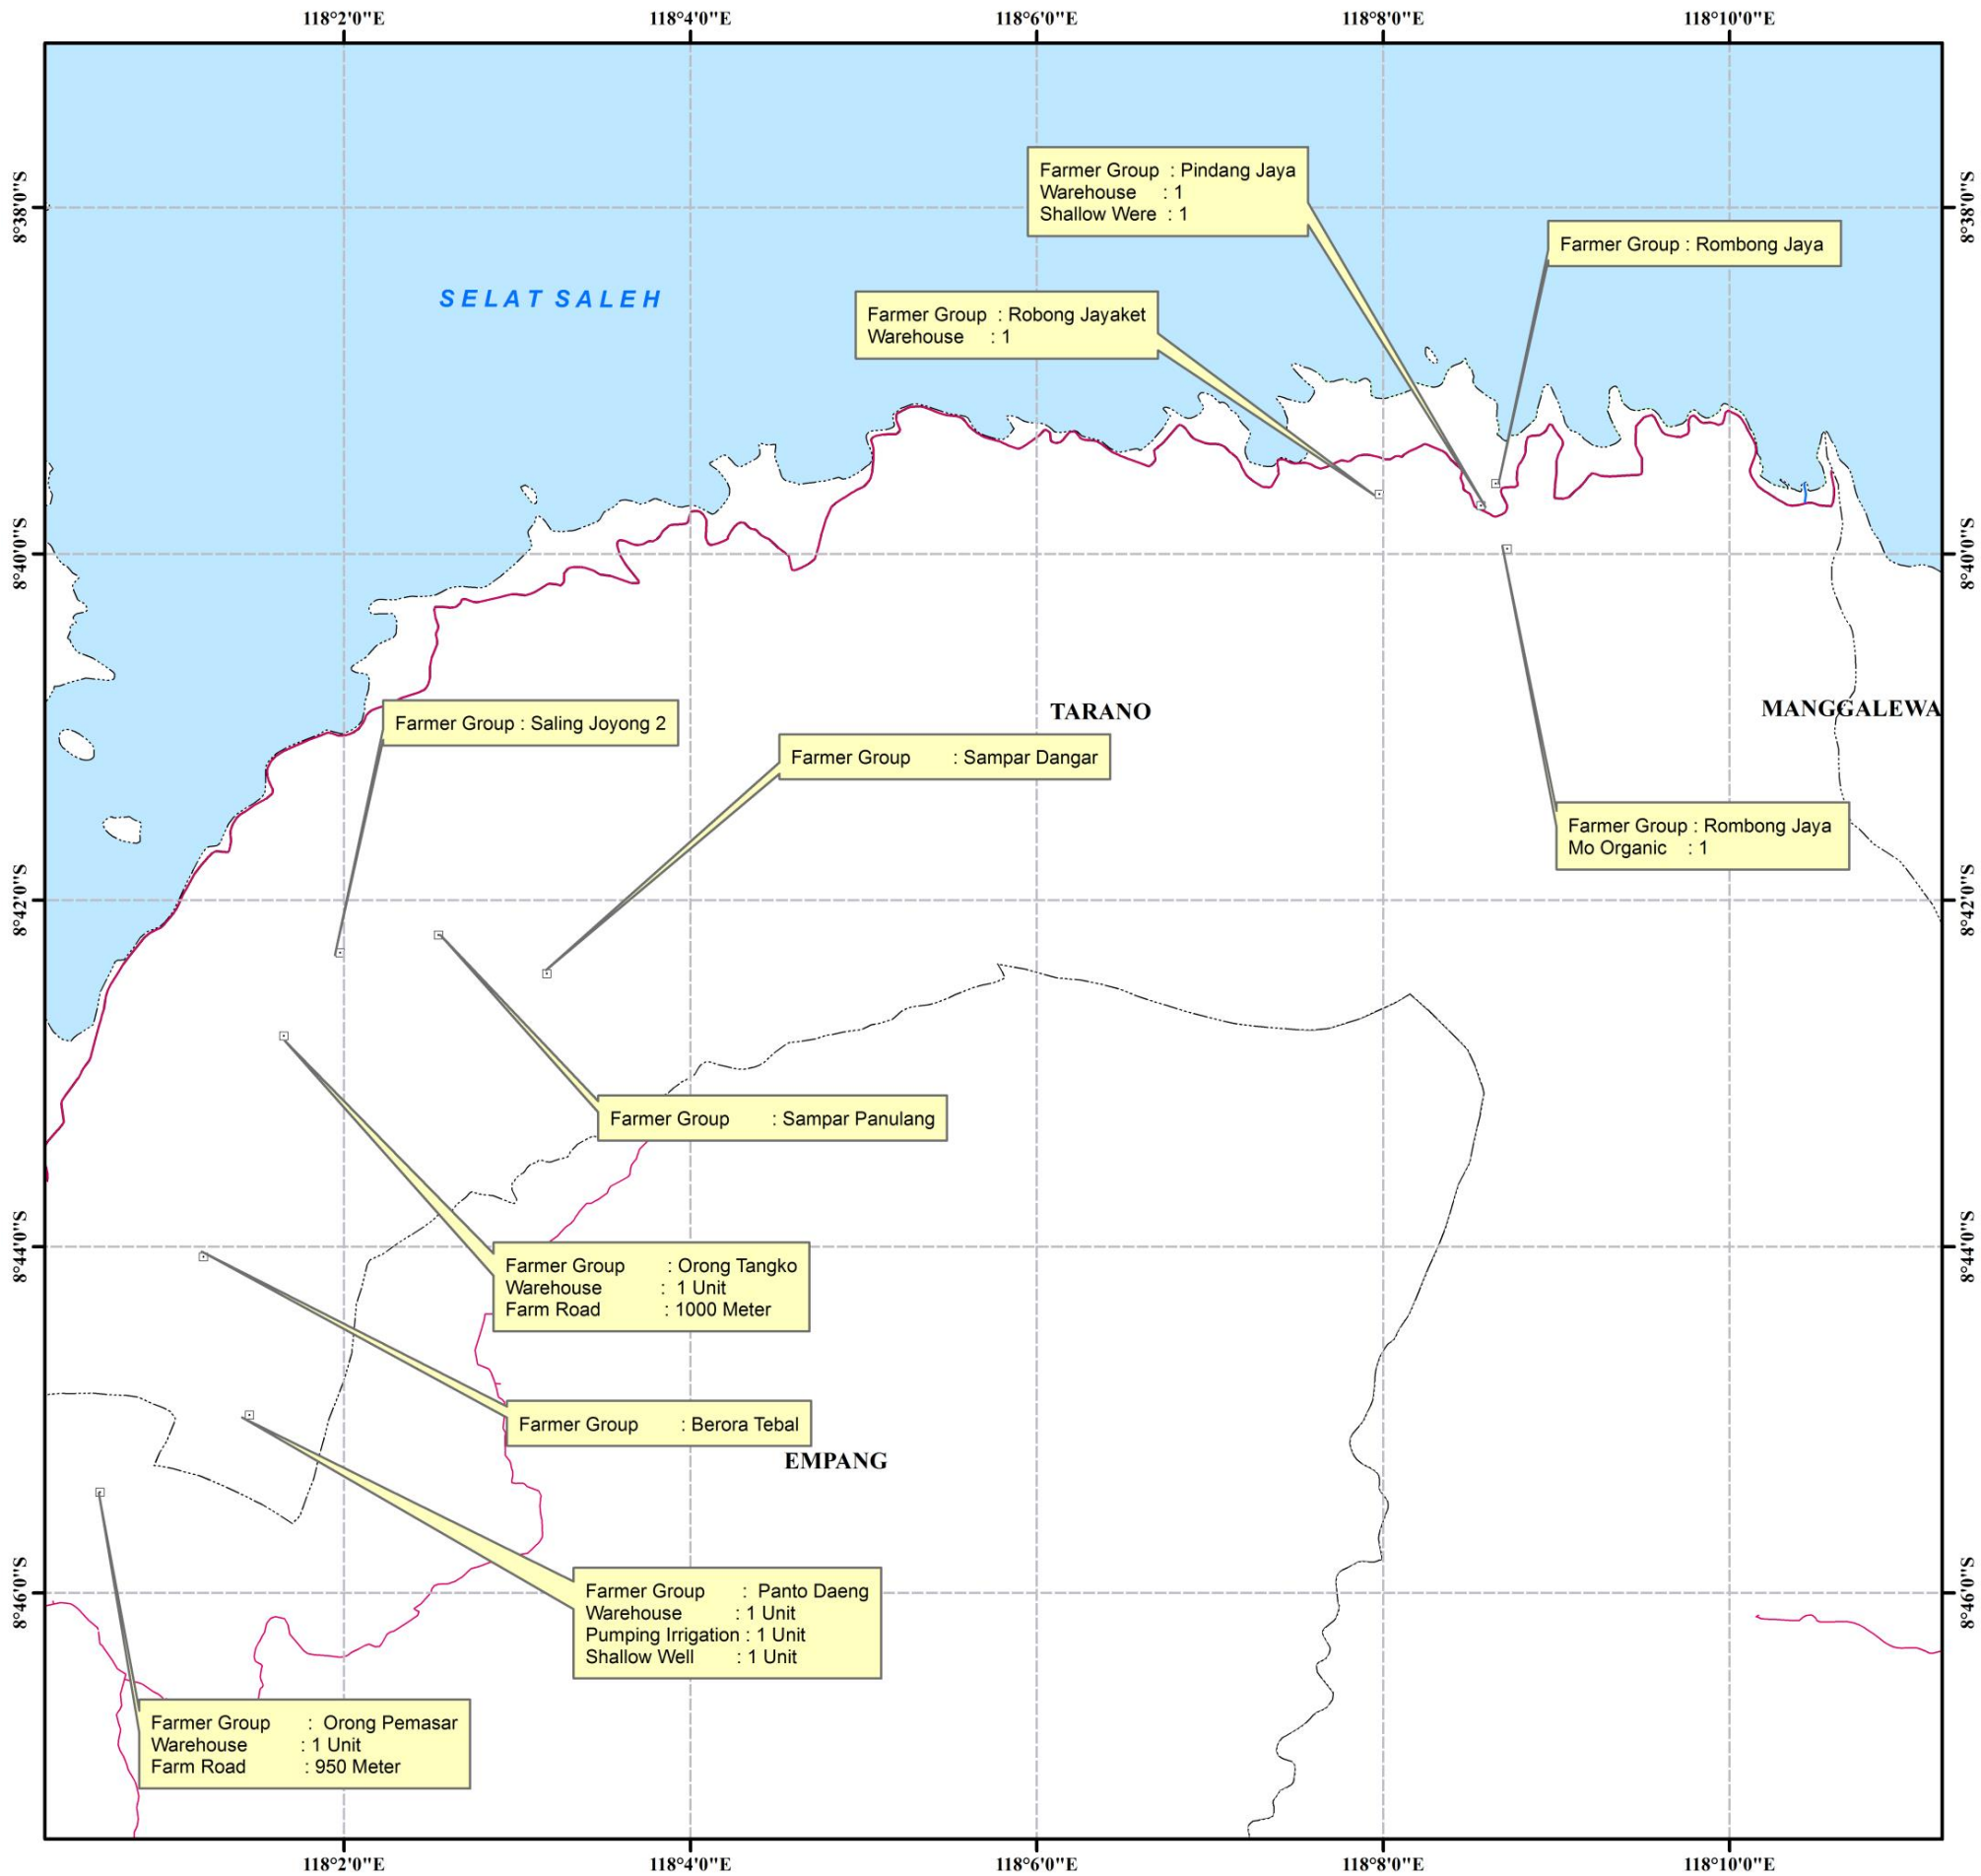 118°2'0"E
118°4'0"E
118°6'0"E
118°8'0"E
118°10'0"E
8°38'0"S
8°38'0"S
Farmer Group : Pindang Jaya
Warehouse : 1
Shallow Were : 1
Farmer Group : Rombong Jaya
SELAT SALEH
Farmer Group : Robong Jayaket
Warehouse : 1
8°40'0"S
8°40'0"S
TARANO
MANGGALEWA
Farmer Group : Saling Joyong 2
Farmer Group : Sampar Dangar
Farmer Group : Rombong Jaya
Mo Organic : 1
8°42'0"S
8°42'0"S
Farmer Group : Sampar Panulang
8°44'0"S
8°44'0"S
Farmer Group : Orong Tangko
Warehouse : 1 Unit
Farm Road : 1000 Meter
Farmer Group : Berora Tebal
EMPANG
8°46'0"S
8°46'0"S
Farmer Group : Panto Daeng
Warehouse : 1 Unit
Pumping Irrigation : 1 Unit
Shallow Well : 1 Unit
Farmer Group : Orong Pemasar
Warehouse : 1 Unit
Farm Road : 950 Meter
118°2'0"E
118°4'0"E
118°6'0"E
118°8'0"E
118°10'0"E